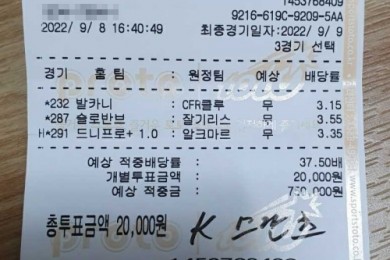 1453768409
9216-619C-9209-5AA
2022/ 9/ 8 16:40:49 최종경기일자:2022/ 9/ 9
3경기 선택
경기 홈 팀 : 원정팀 예상 배당률
*232 발카니 : CFR클루 무 3.15
*287 슬로반브 : 잘기리스 무 3.55
H*291 드니프로+ 1.0 : 알크마르 무 3.35
예상 적중배당률 : 37.50배
개별투표금액 : 20,000원
예상 적중금 : 750,000원
총투표금액 20,000원 K 스포츠
proto